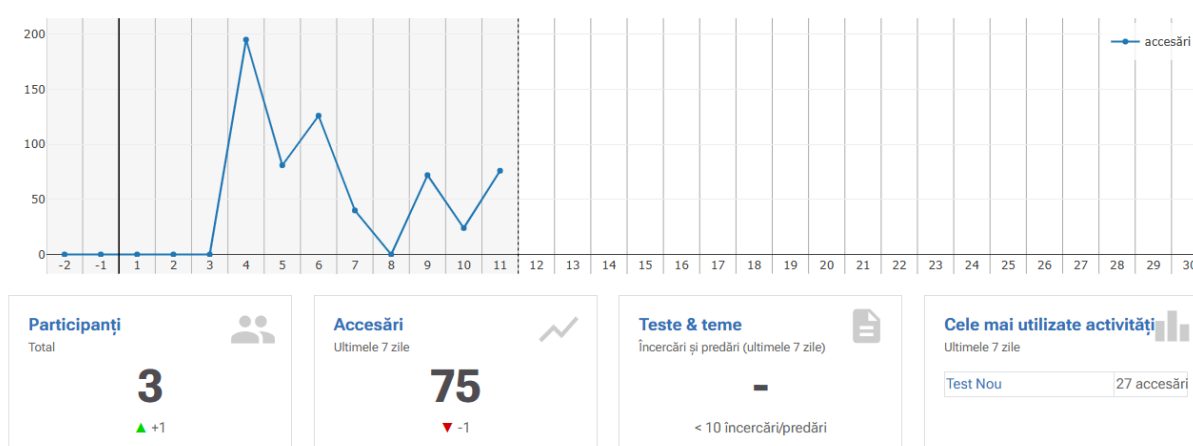 200
150
100
50
0
accesări
-2 -1 1 2 3 4 5 6 7 8 9 10 11 12 13 14 15 16 17 18 19 20 21 22 23 24 25 26 27 28 29 30
Participanți
Total
3
+1
Accesări
Ultimele 7 zile
75
-1
Teste & teme
Încercări și predări (ultimele 7 zile)
-
< 10 încercări/predări
Cele mai utilizate activități
Ultimele 7 zile
Test Nou 27 accesări